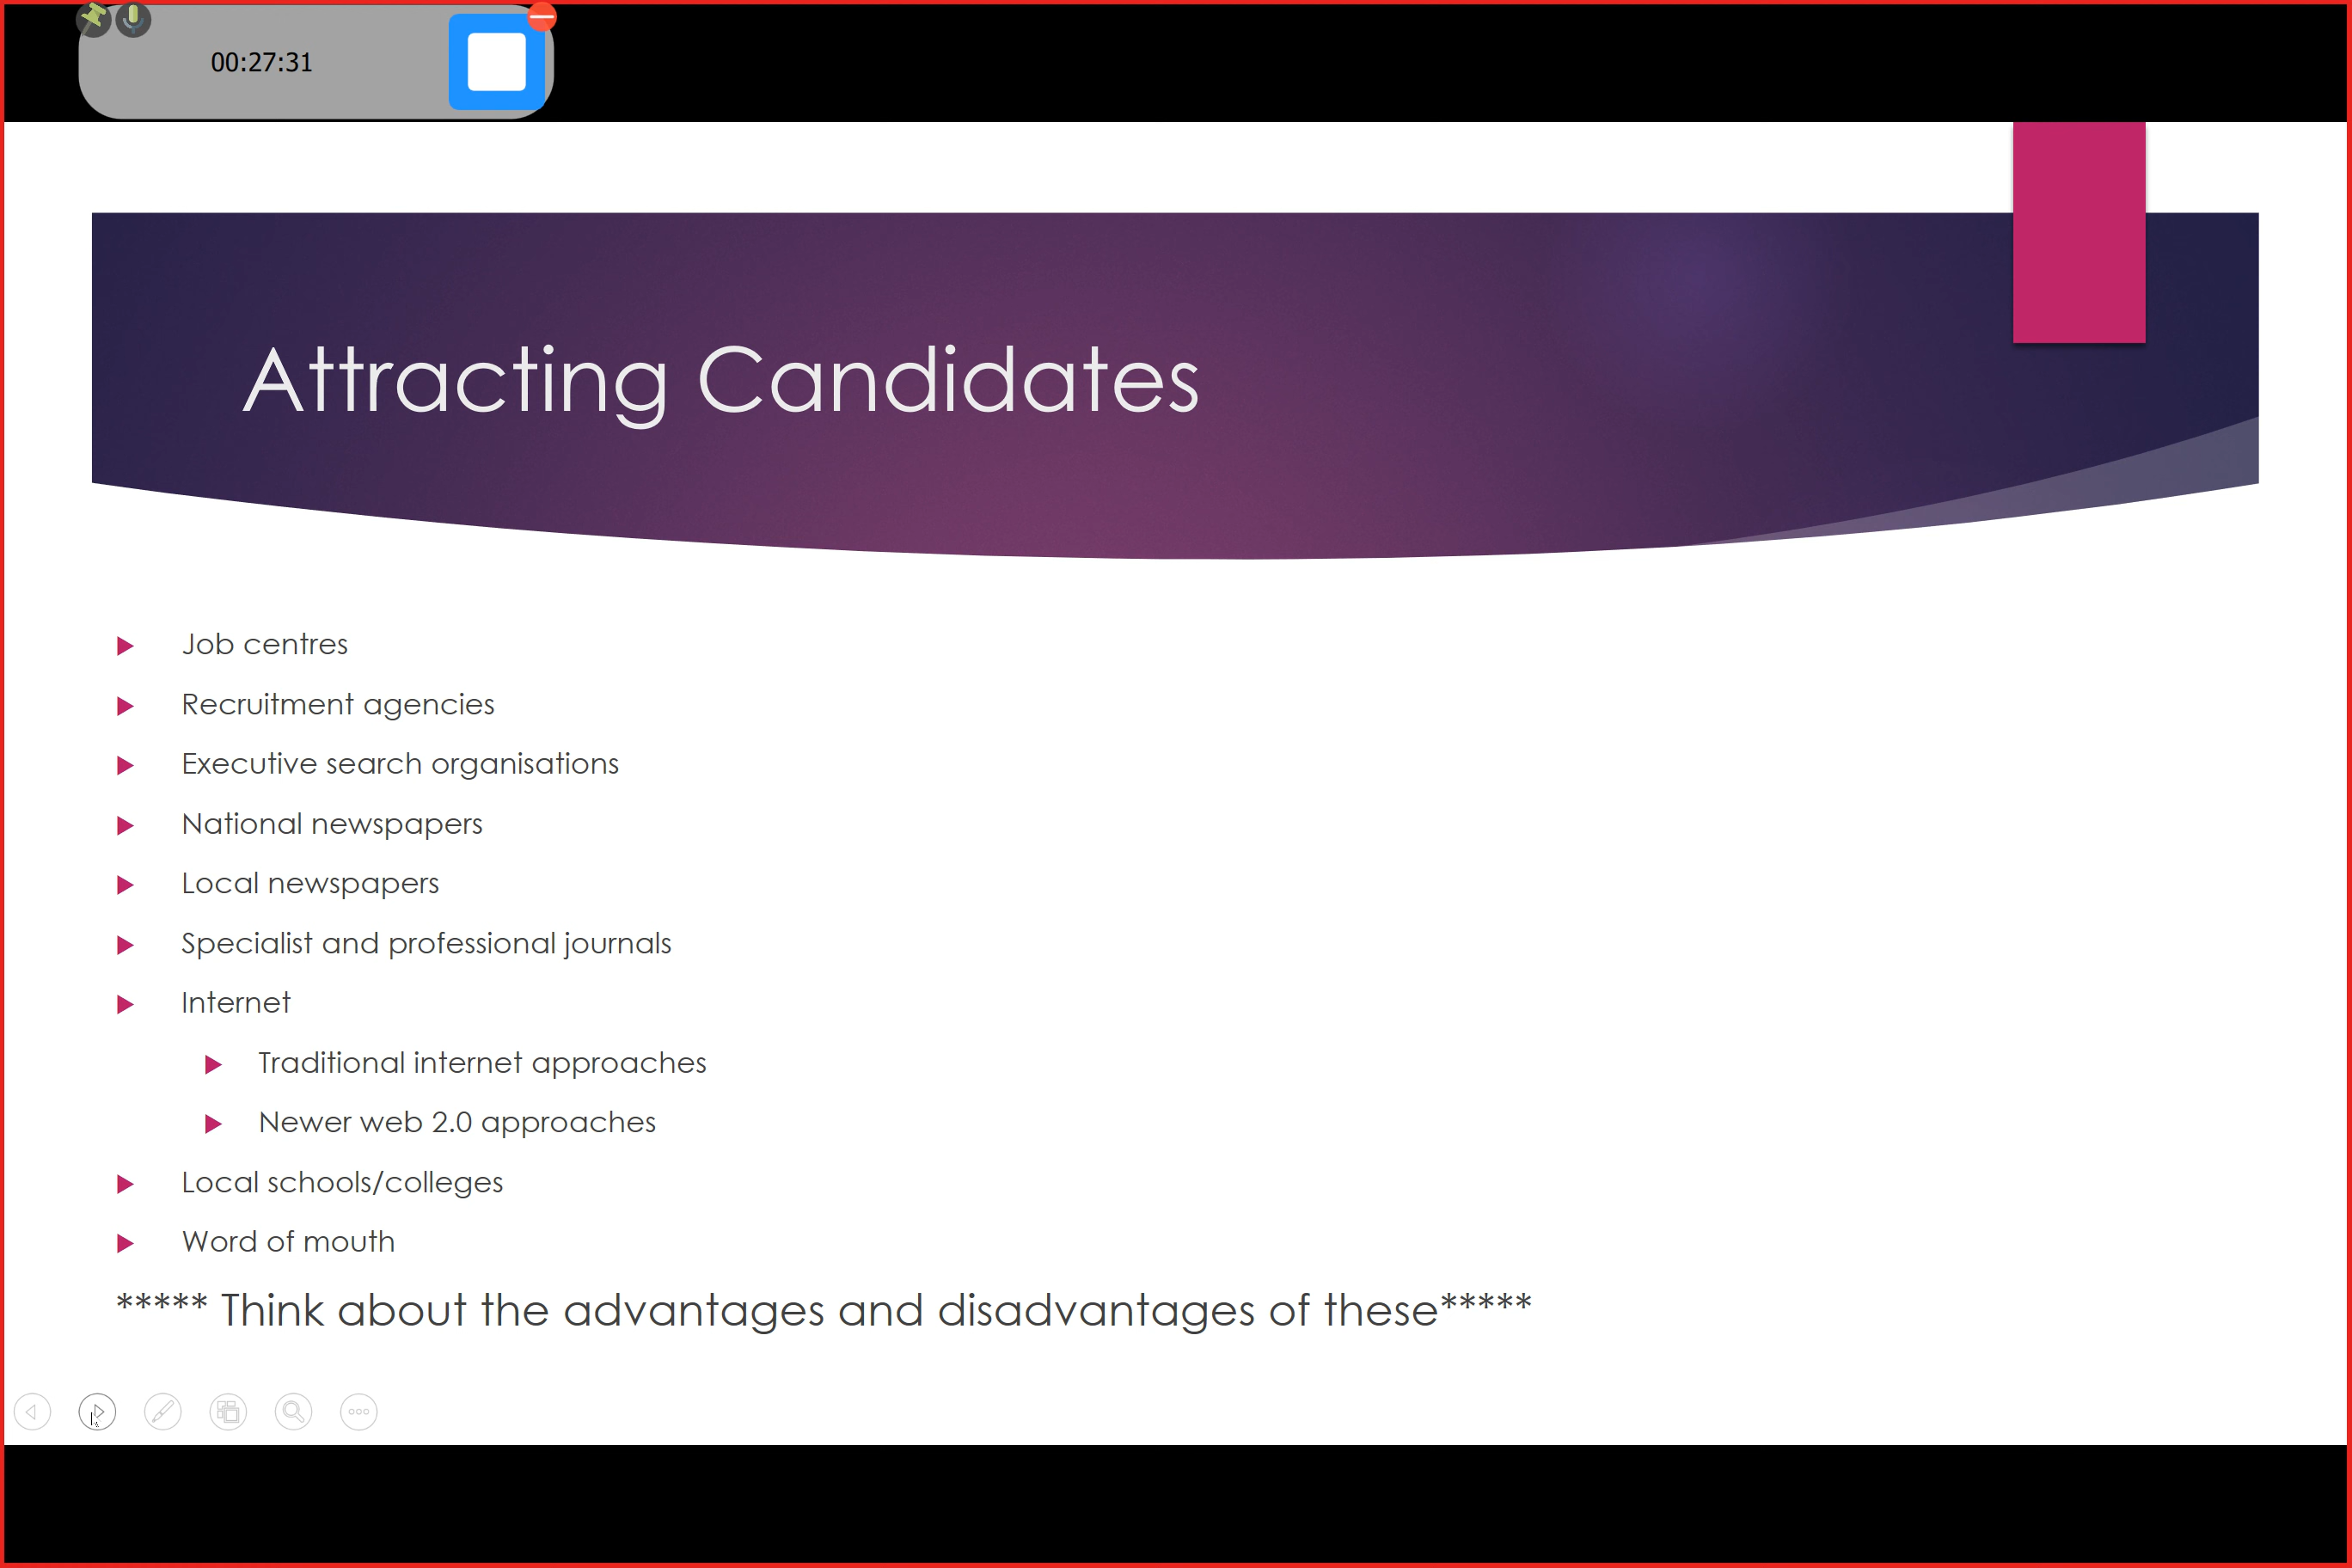 00:27:31
Attracting Candidates
Job centres
Recruitment agencies
Executive search organisations
National newspapers
Local newspapers
Specialist and professional journals
Internet
Traditional internet approaches
Newer web 2.0 approaches
Local schools/colleges
Word of mouth
***** Think about the advantages and disadvantages of these*****